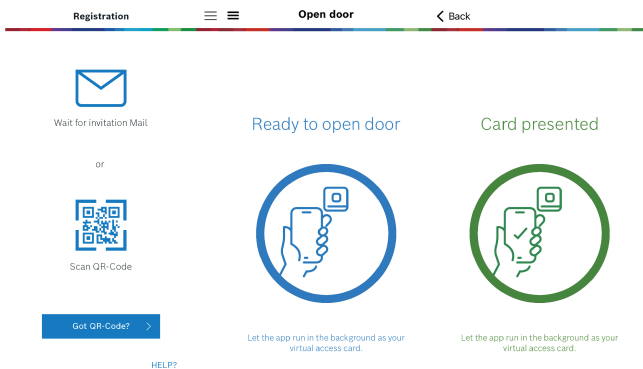 Registration
Wait for invitation Mail
or
Scan QR-Code
Got QR-Code?
HELP?
Open door
Ready to open door
Let the app run in the background as your
virtual access card.
Back
Card presented
Let the app run in the background as your
virtual access card.